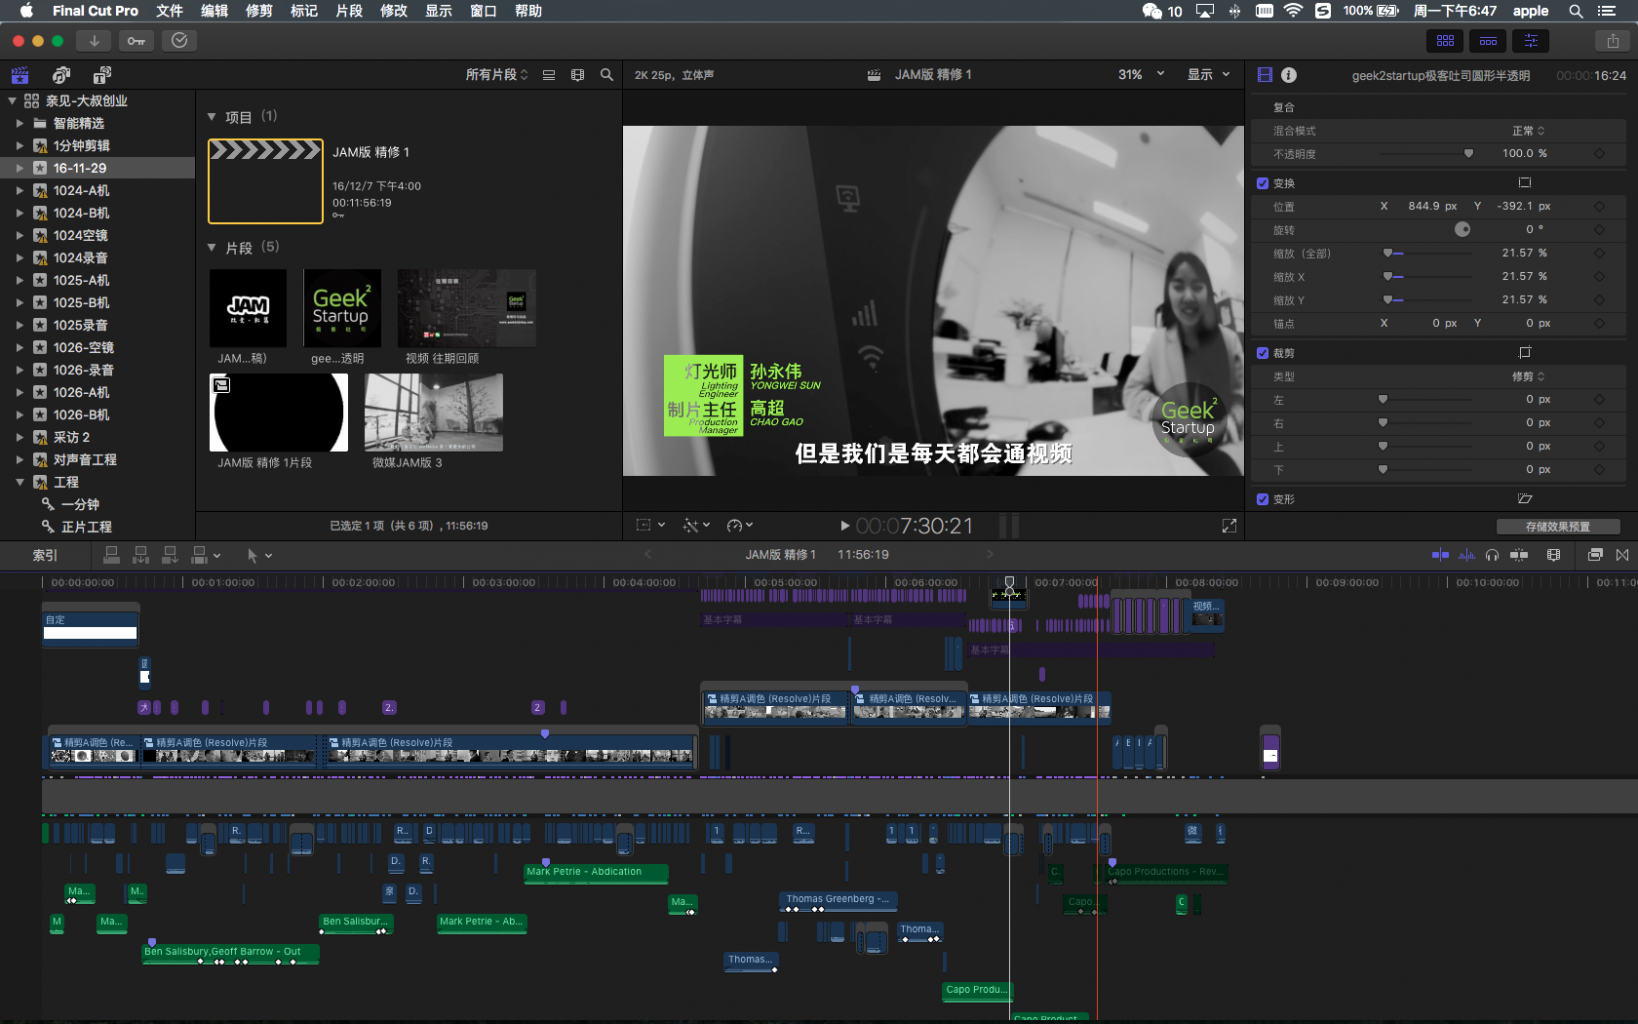 Final Cut Pro 文件 编辑 修剪 标记 片段 修改 显示 窗口 帮助
10 100% 周一下午6:47 apple
所有片段
2K 25p，立体声 JAM版 精修 1 31% 显示
geek2startup极客吐司圆形半透明 00:00:16:24
亲见-大叔创业
智能精选
1分钟剪辑
16-11-29
1024-A机
1024-B机
1024空镜
1024录音
1025-A机
1025-B机
1025录音
1026-空镜
1026-录音
1026-A机
1026-B机
采访 2
对声音工程
工程
一分钟
正片工程
项目 (1)
JAM版 精修 1
16/12/7 下午4:00
00:11:56:19
片段 (5)
JAM
Geek2
Startup
极客吐司
JAM...稿)
gee...透明
视频 往期回顾
JAM版 精修 1片段
微媒JAM版 3
已选定 1 项（共 6 项），11:56:19
灯光师 孙永伟
Lighting Engineer YONGWEI SUN
制片主任 高超
Production Manager CHAO GAO
Geek2
Startup
极客吐司
但是我们是每天都会通视频
00:07:30:21
复合
混合模式 正常
不透明度 100.0 %
变换
位置 X 844.9 px Y -392.1 px
旋转 0 °
缩放（全部） 21.57 %
缩放 X 21.57 %
缩放 Y 21.57 %
锚点 X 0 px Y 0 px
裁剪
类型 修剪
左 0 px
右 0 px
上 0 px
下 0 px
变形
存储效果预置
索引 JAM版 精修 1 11:56:19
00:00:00:00 00:01:00:00 00:02:00:00 00:03:00:00 00:04:00:00 00:05:00:00 00:06:00:00 00:07:00:00 00:08:00:00 00:09:00:00 00:10:00:00 00:11:0
自定
基本字幕 基本字幕
视频...
基本字幕
2. 2
精剪A调色 (Resolve)片段 精剪A调色 (Resolv... 精剪A调色 (Resolve)片段
精剪A调色 (Re... 精剪A调色 (Resolve)片段 精剪A调色 (Resolve)片段
R. R.. D 1 R... 1 1 微
D. R.
Mark Petrie - Abdication C. Capo Productions - Rev...
Ma... M. D. Ma... Thomas Greenberg -... Capo... C
M Ma... Ben Salisbur... Mark Petrie - Ab... Thoma...
Ben Salisbury,Geoff Barrow - Out Thomas...
Capo Produ...
Capo Product...